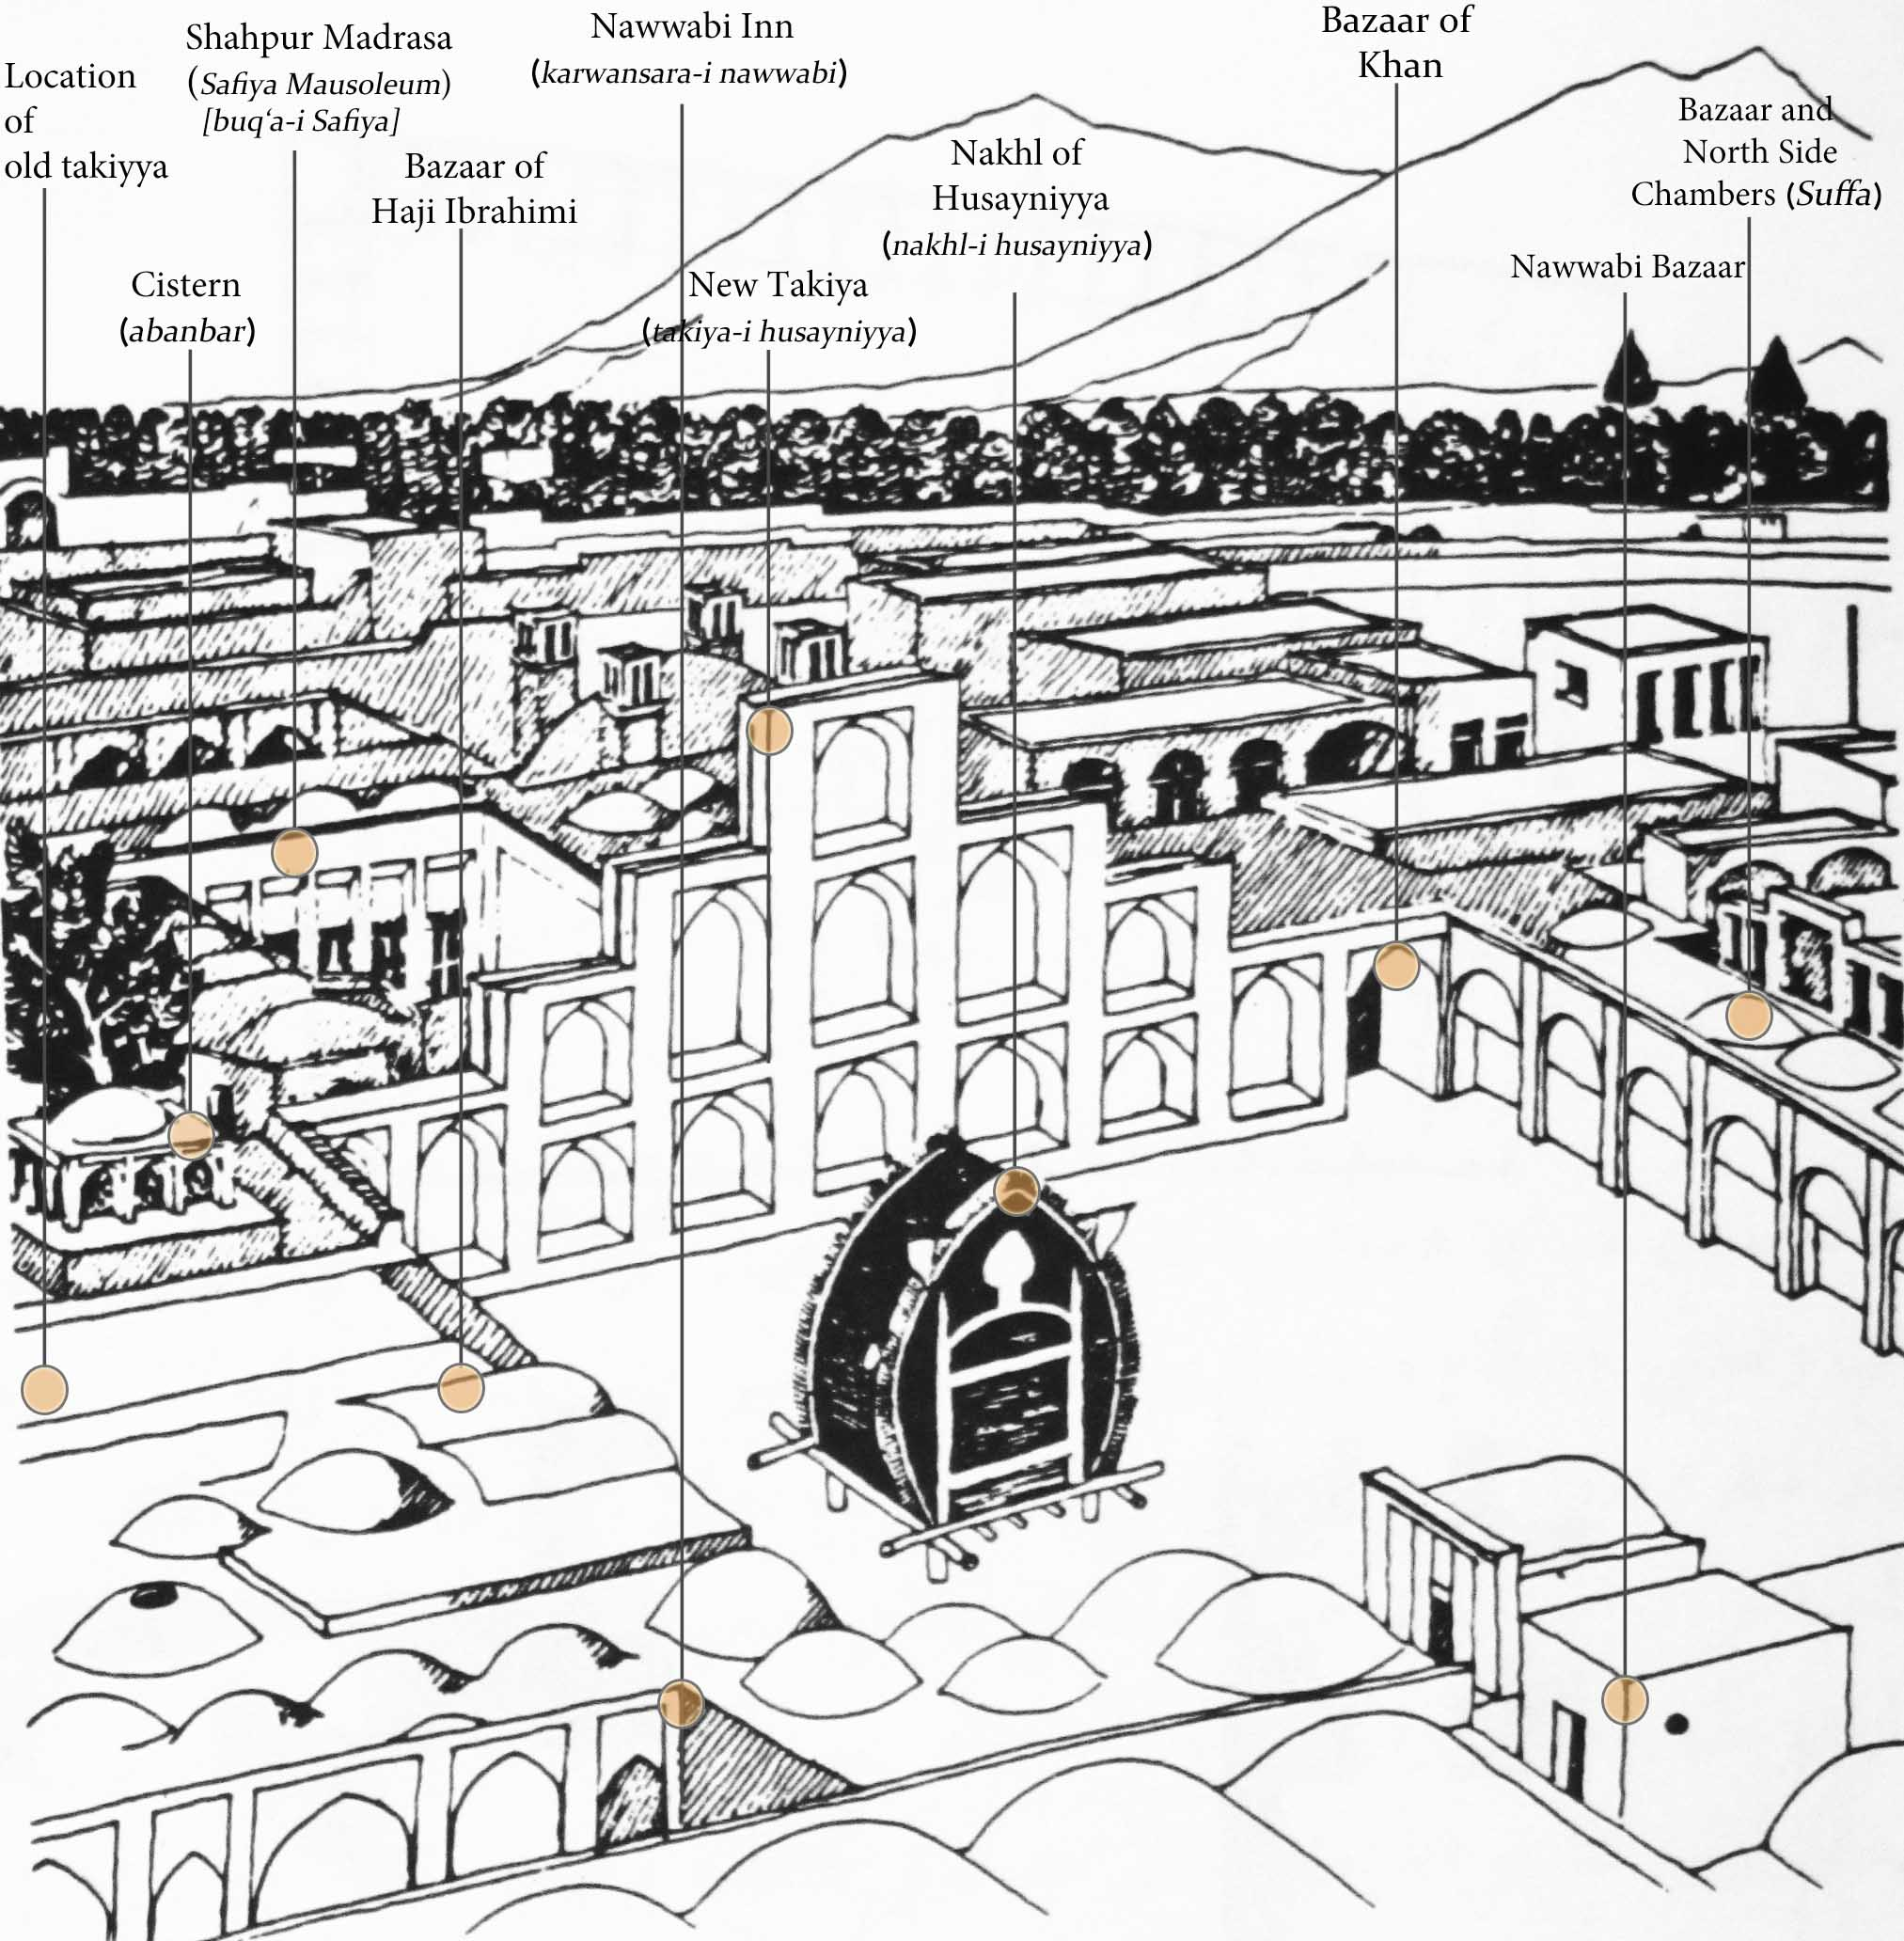 Location
of
old takiyya
Shahpur Madrasa
(Safiya Mausoleum)
[buq‘a-i Safiya]
Cistern
(abanbar)
Bazaar of
Haji Ibrahimi
Nawwabi Inn
(karwansara-i nawwabi)
New Takiya
(takiya-i husayniyya)
Nakhl of
Husayniyya
(nakhl-i husayniyya)
Bazaar of
Khan
Nawwabi Bazaar
Bazaar and
North Side
Chambers (Suffa)